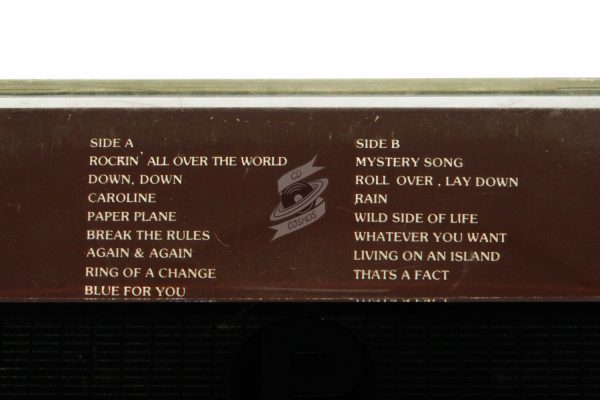 SIDE A
ROCKIN' ALL OVER THE WORLD
DOWN, DOWN
CAROLINE
PAPER PLANE
BREAK THE RULES
AGAIN & AGAIN
RING OF A CHANGE
BLUE FOR YOU
SIDE B
MYSTERY SONG
ROLL OVER , LAY DOWN
RAIN
WILD SIDE OF LIFE
WHATEVER YOU WANT
LIVING ON AN ISLAND
THATS A FACT
CD
COSMOS